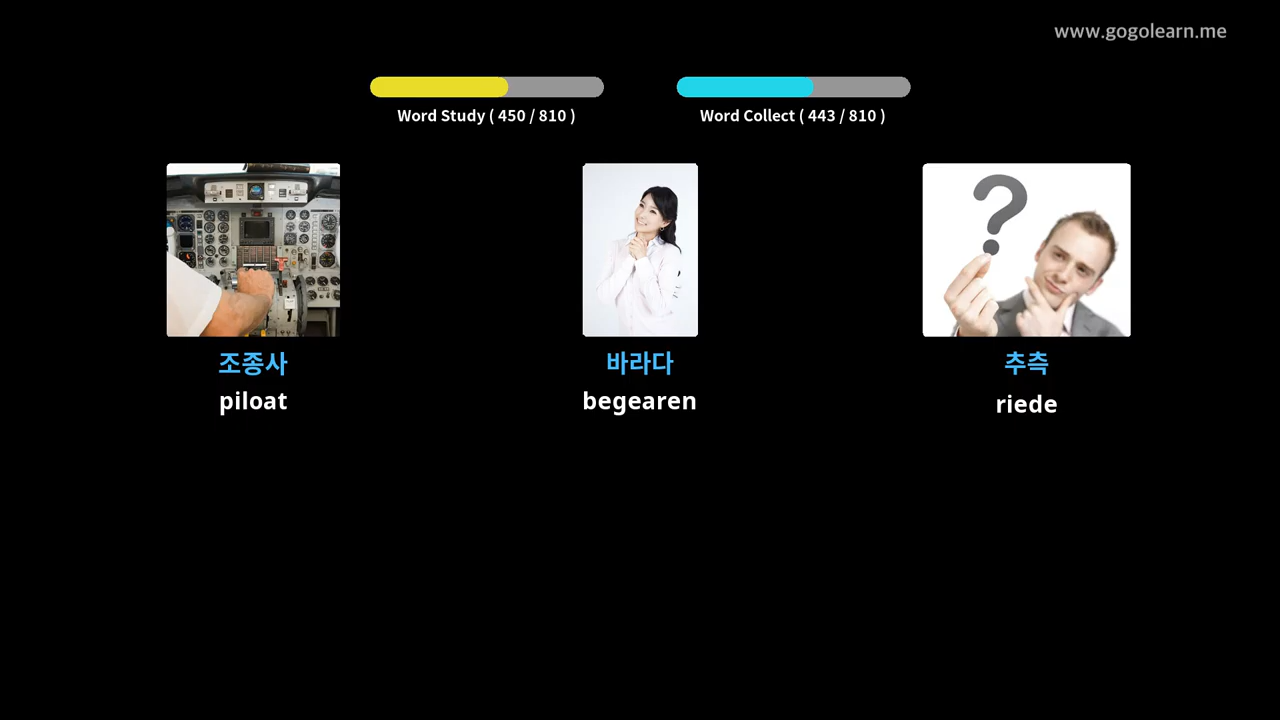 www.gogolearn.me
Word Study ( 450 / 810 )
Word Collect ( 443 / 810 )
조종사
바라다
추측
piloat
begearen
riede